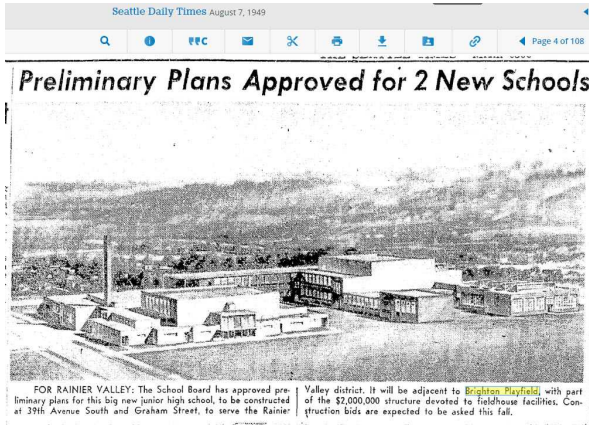 Seattle Daily Times August 7, 1949
Page 4 of 108
Preliminary Plans Approved for 2 New Schools
FOR RAINIER VALLEY: The School Board has approved pre-
liminary plans for this big new junior high school, to be constructed
at 39th Avenue South and Graham Street, to serve the Rainier
Valley district. It will be adjacent to Brighton Playfield, with part
of the $2,000,000 structure devoted to fieldhouse facilities. Con-
struction bids are expected to be asked this fall.